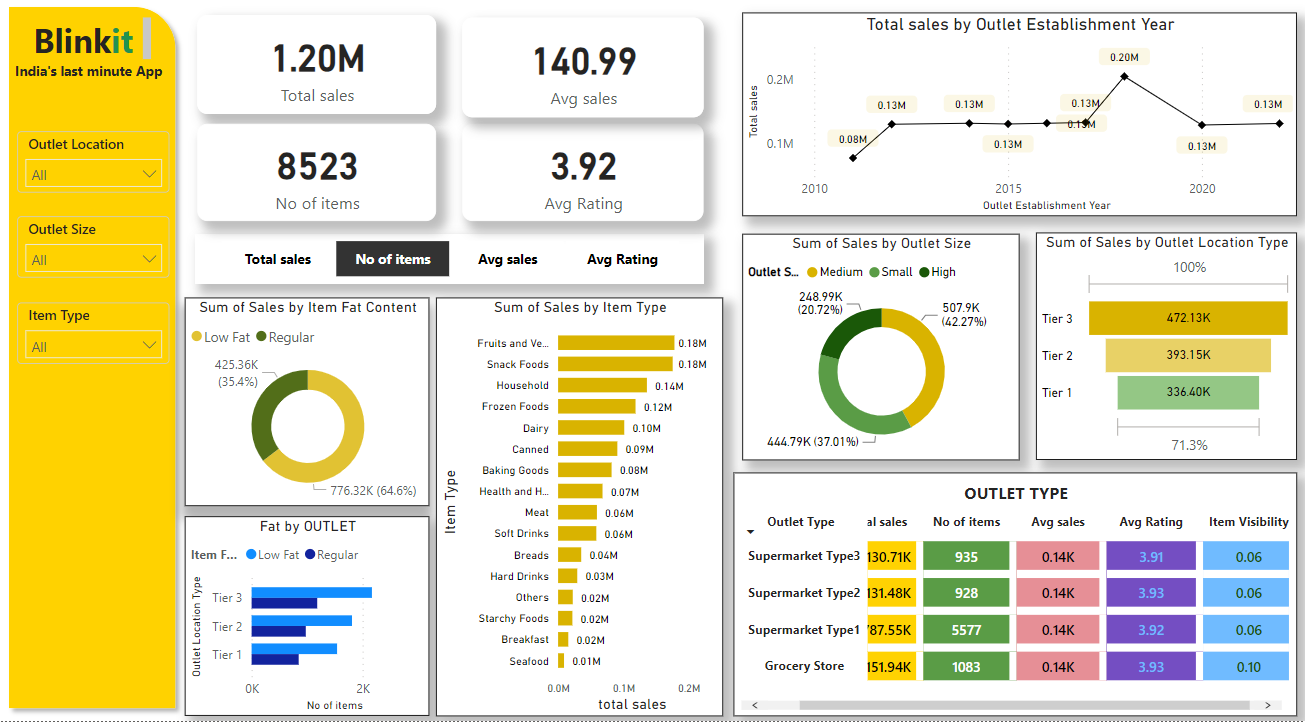 Blinkit
India's last minute App
Outlet Location
All
Outlet Size
All
Item Type
All
1.20M
Total sales
140.99
Avg sales
8523
No of items
3.92
Avg Rating
Total sales No of items Avg sales Avg Rating
Total sales by Outlet Establishment Year
Total sales
0.2M
0.1M
0.08M
0.13M
0.13M
0.13M
0.13M
0.13M
0.20M
0.13M
0.13M
2010 2015 2020
Outlet Establishment Year
Sum of Sales by Item Fat Content
Low Fat Regular
425.36K
(35.4%)
776.32K (64.6%)
Fat by OUTLET
Item F... Low Fat Regular
Outlet Location Type
Tier 3
Tier 2
Tier 1
0K 2K
No of items
Sum of Sales by Item Type
Item Type
Fruits and Ve... 0.18M
Snack Foods 0.18M
Household 0.14M
Frozen Foods 0.12M
Dairy 0.10M
Canned 0.09M
Baking Goods 0.08M
Health and H... 0.07M
Meat 0.06M
Soft Drinks 0.06M
Breads 0.04M
Hard Drinks 0.03M
Others 0.02M
Starchy Foods 0.02M
Breakfast 0.02M
Seafood 0.01M
0.0M 0.1M 0.2M
total sales
Sum of Sales by Outlet Size
Outlet S... Medium Small High
248.99K
(20.72%)
507.9K
(42.27%)
444.79K (37.01%)
Sum of Sales by Outlet Location Type
100%
Tier 3 472.13K
Tier 2 393.15K
Tier 1 336.40K
71.3%
OUTLET TYPE
Outlet Type al sales No of items Avg sales Avg Rating Item Visibility
Supermarket Type3 130.71K 935 0.14K 3.91 0.06
Supermarket Type2 131.48K 928 0.14K 3.93 0.06
Supermarket Type1 787.55K 5577 0.14K 3.92 0.06
Grocery Store 151.94K 1083 0.14K 3.93 0.10